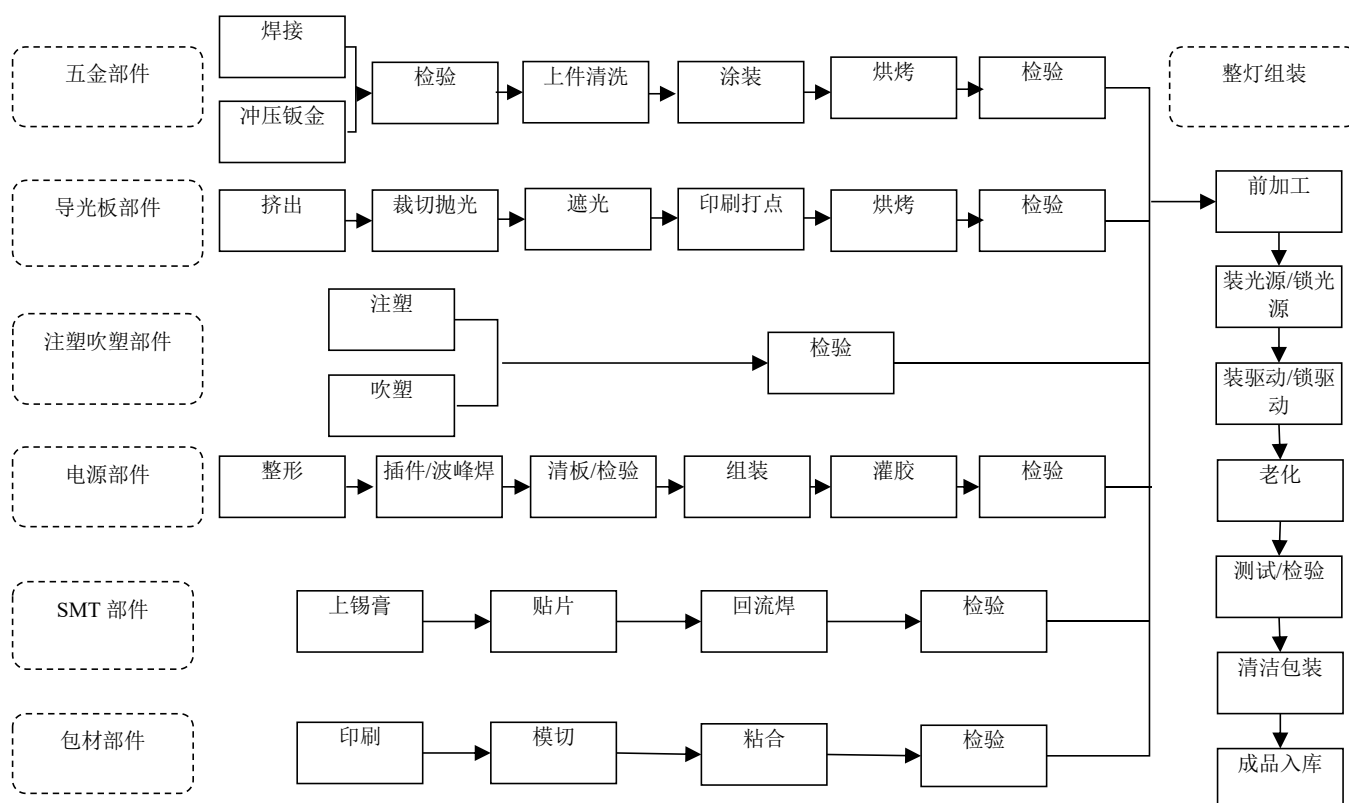 五金部件
焊接
冲压钣金
检验
上件清洗
涂装
烘烤
检验
导光板部件
挤出
裁切抛光
遮光
印刷打点
烘烤
检验
注塑吹塑部件
注塑
吹塑
检验
电源部件
整形
插件/波峰焊
清板/检验
组装
灌胶
检验
SMT 部件
上锡膏
贴片
回流焊
检验
包材部件
印刷
模切
粘合
检验
整灯组装
前加工
装光源/锁光
源
装驱动/锁驱
动
老化
测试/检验
清洁包装
成品入库